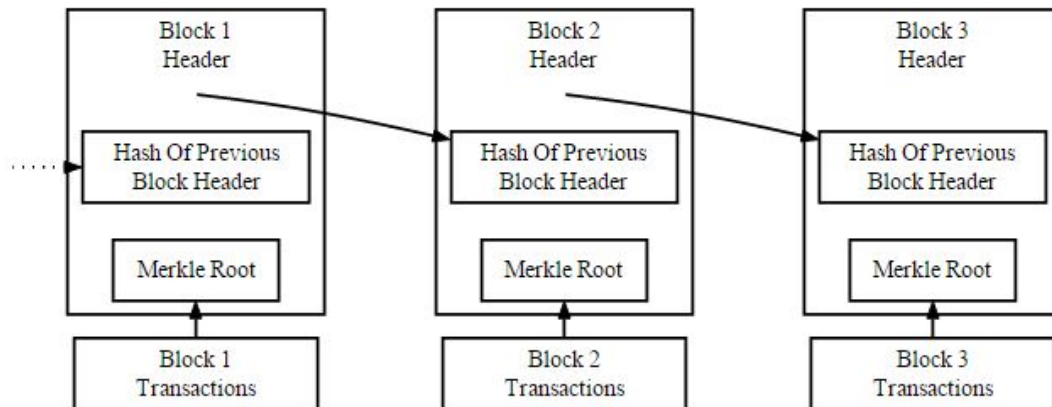 Block 1
Header
Block 2
Header
Block 3
Header
Hash Of Previous
Block Header
Hash Of Previous
Block Header
Hash Of Previous
Block Header
Merkle Root
Merkle Root
Merkle Root
Block 1
Transactions
Block 2
Transactions
Block 3
Transactions